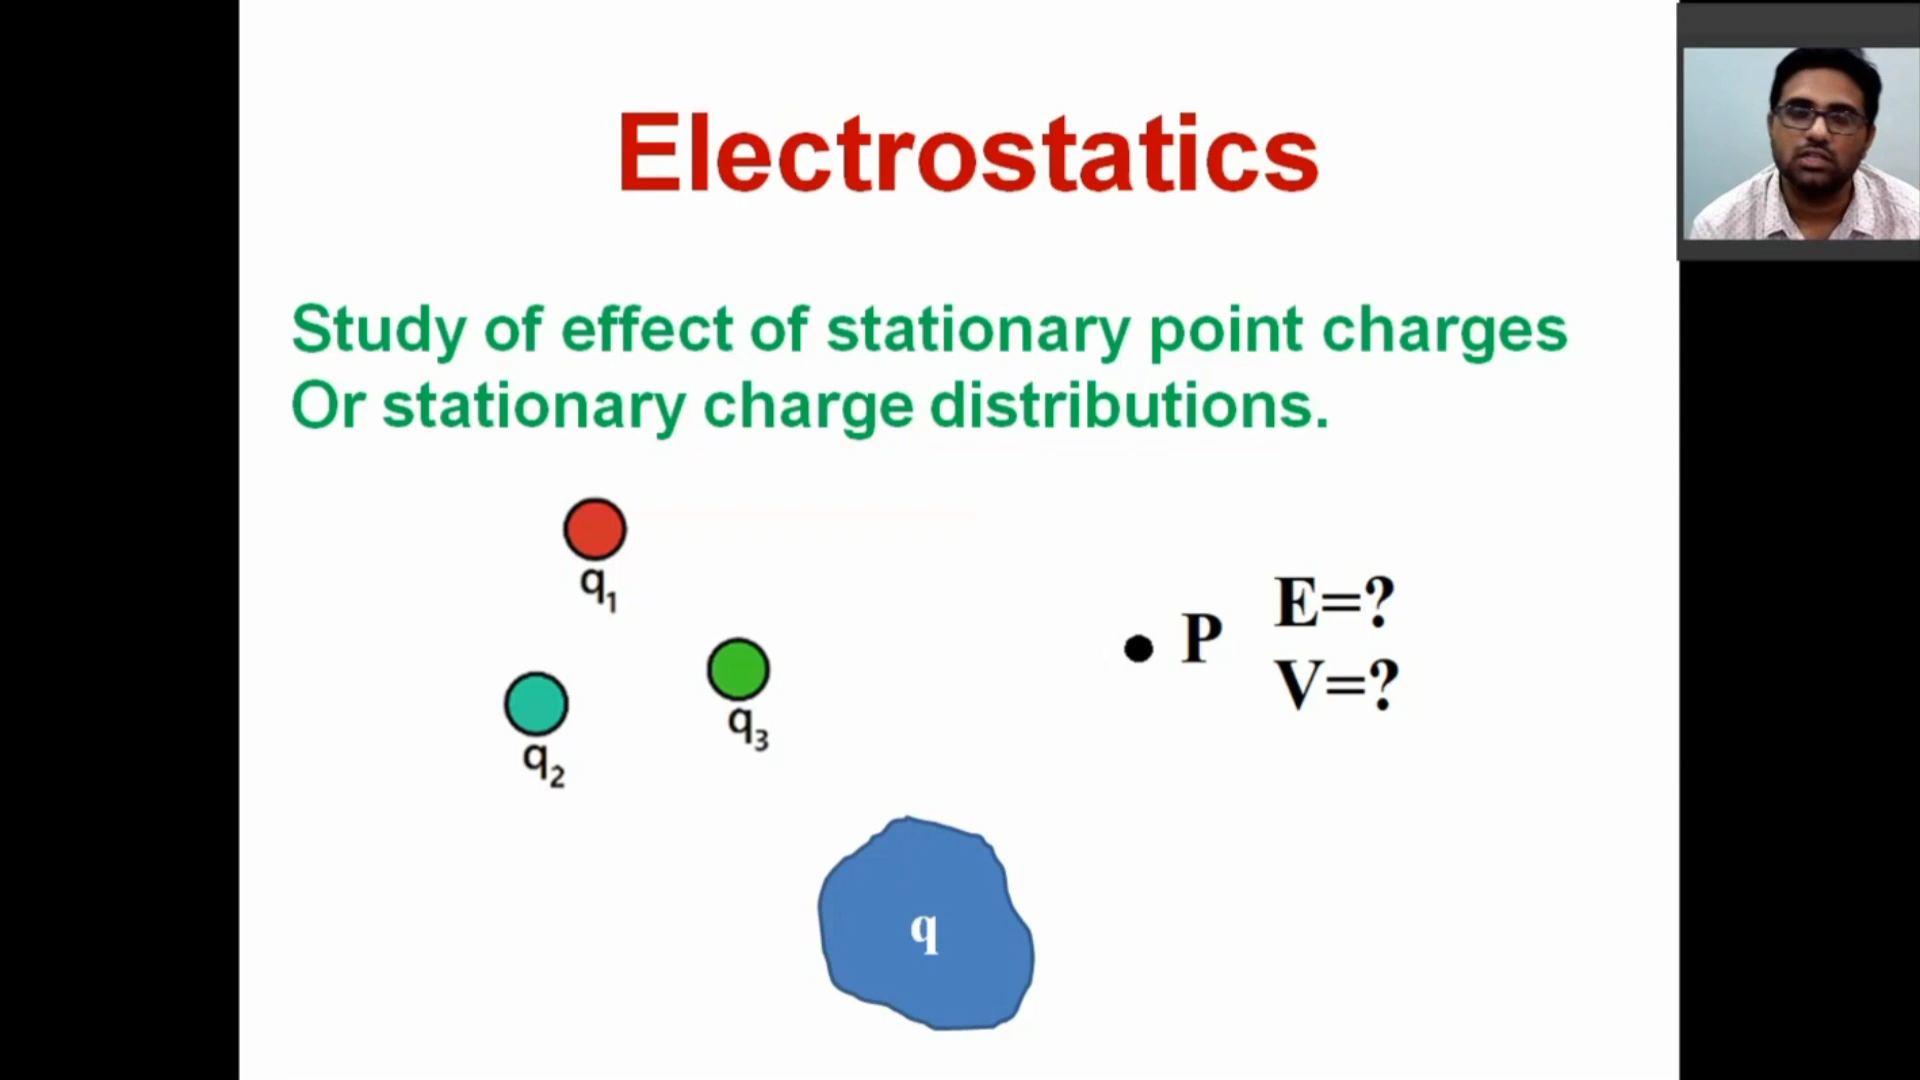 Electrostatics
Study of effect of stationary point charges
Or stationary charge distributions.
q₁
E=?
P
V=?
q₃
q₂
q